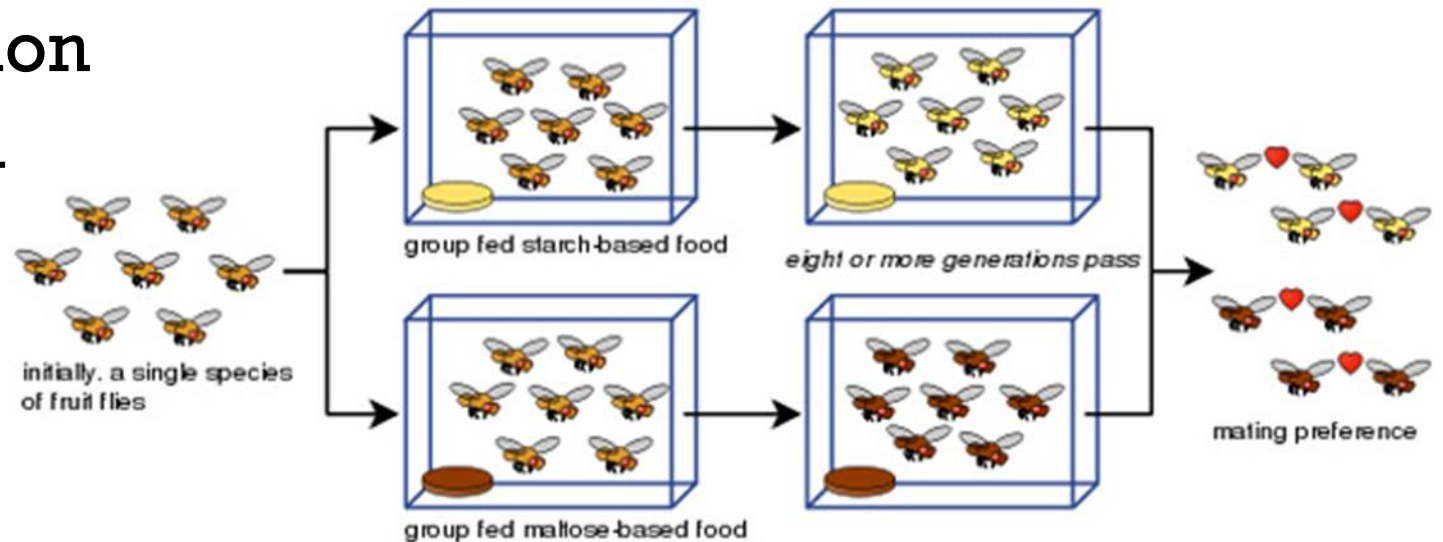 on
group fed starch-based food
eight or more generations pass
initially, a single species
of fruit flies
mating preference
group fed maltose-based food